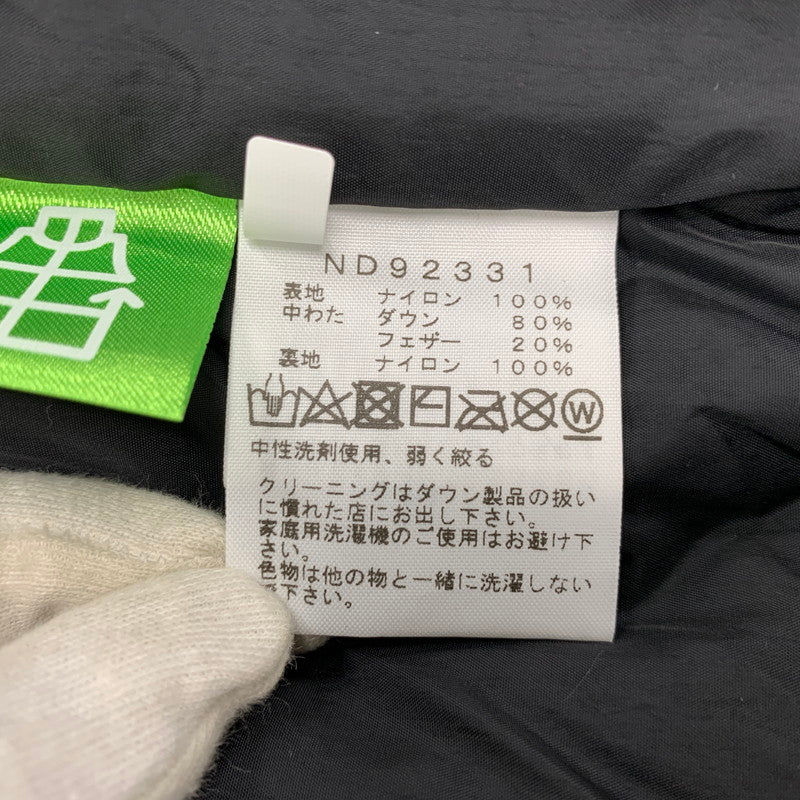 ND92331
表地 ナイロン 100%
中わた ダウン 80%
フェザー 20%
裏地 ナイロン 100%
W
中性洗剤使用、弱く絞る
クリーニングはダウン製品の扱い
に慣れた店にお出し下さい。
家庭用洗濯機のご使用はお避け下
さい。
色物は他の物と一緒に洗濯しない
で下さい。